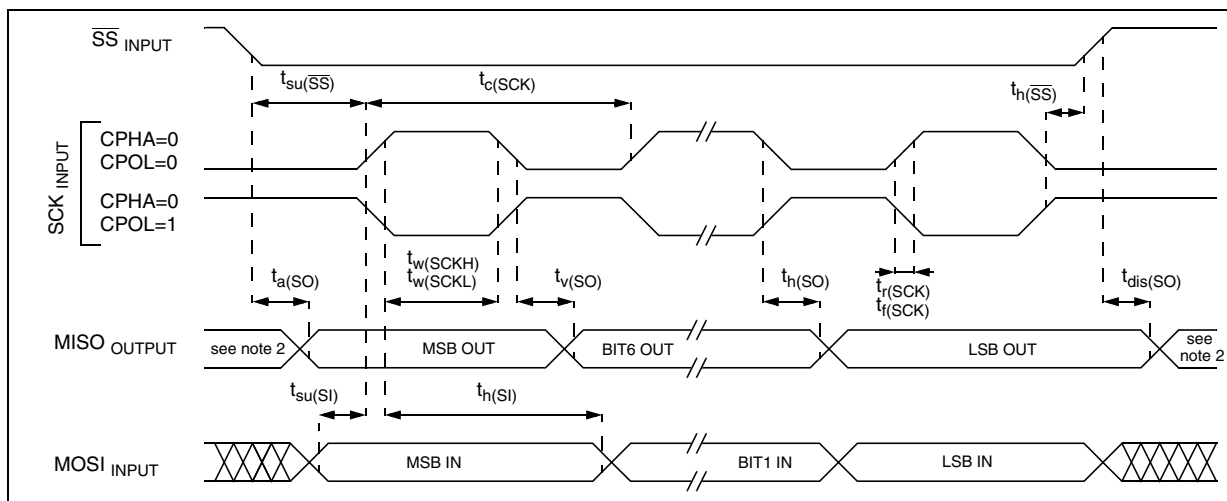 SS INPUT
tsu(SS)
tc(SCK)
th(SS)
SCK INPUT
CPHA=0
CPOL=0
CPHA=0
CPOL=1
ta(SO)
tw(SCKH)
tw(SCKL)
tv(SO)
th(SO)
tr(SCK)
tf(SCK)
tdis(SO)
MISO OUTPUT
see note 2
MSB OUT
BIT6 OUT
LSB OUT
see
note 2
tsu(SI)
th(SI)
MOSI INPUT
MSB IN
BIT1 IN
LSB IN